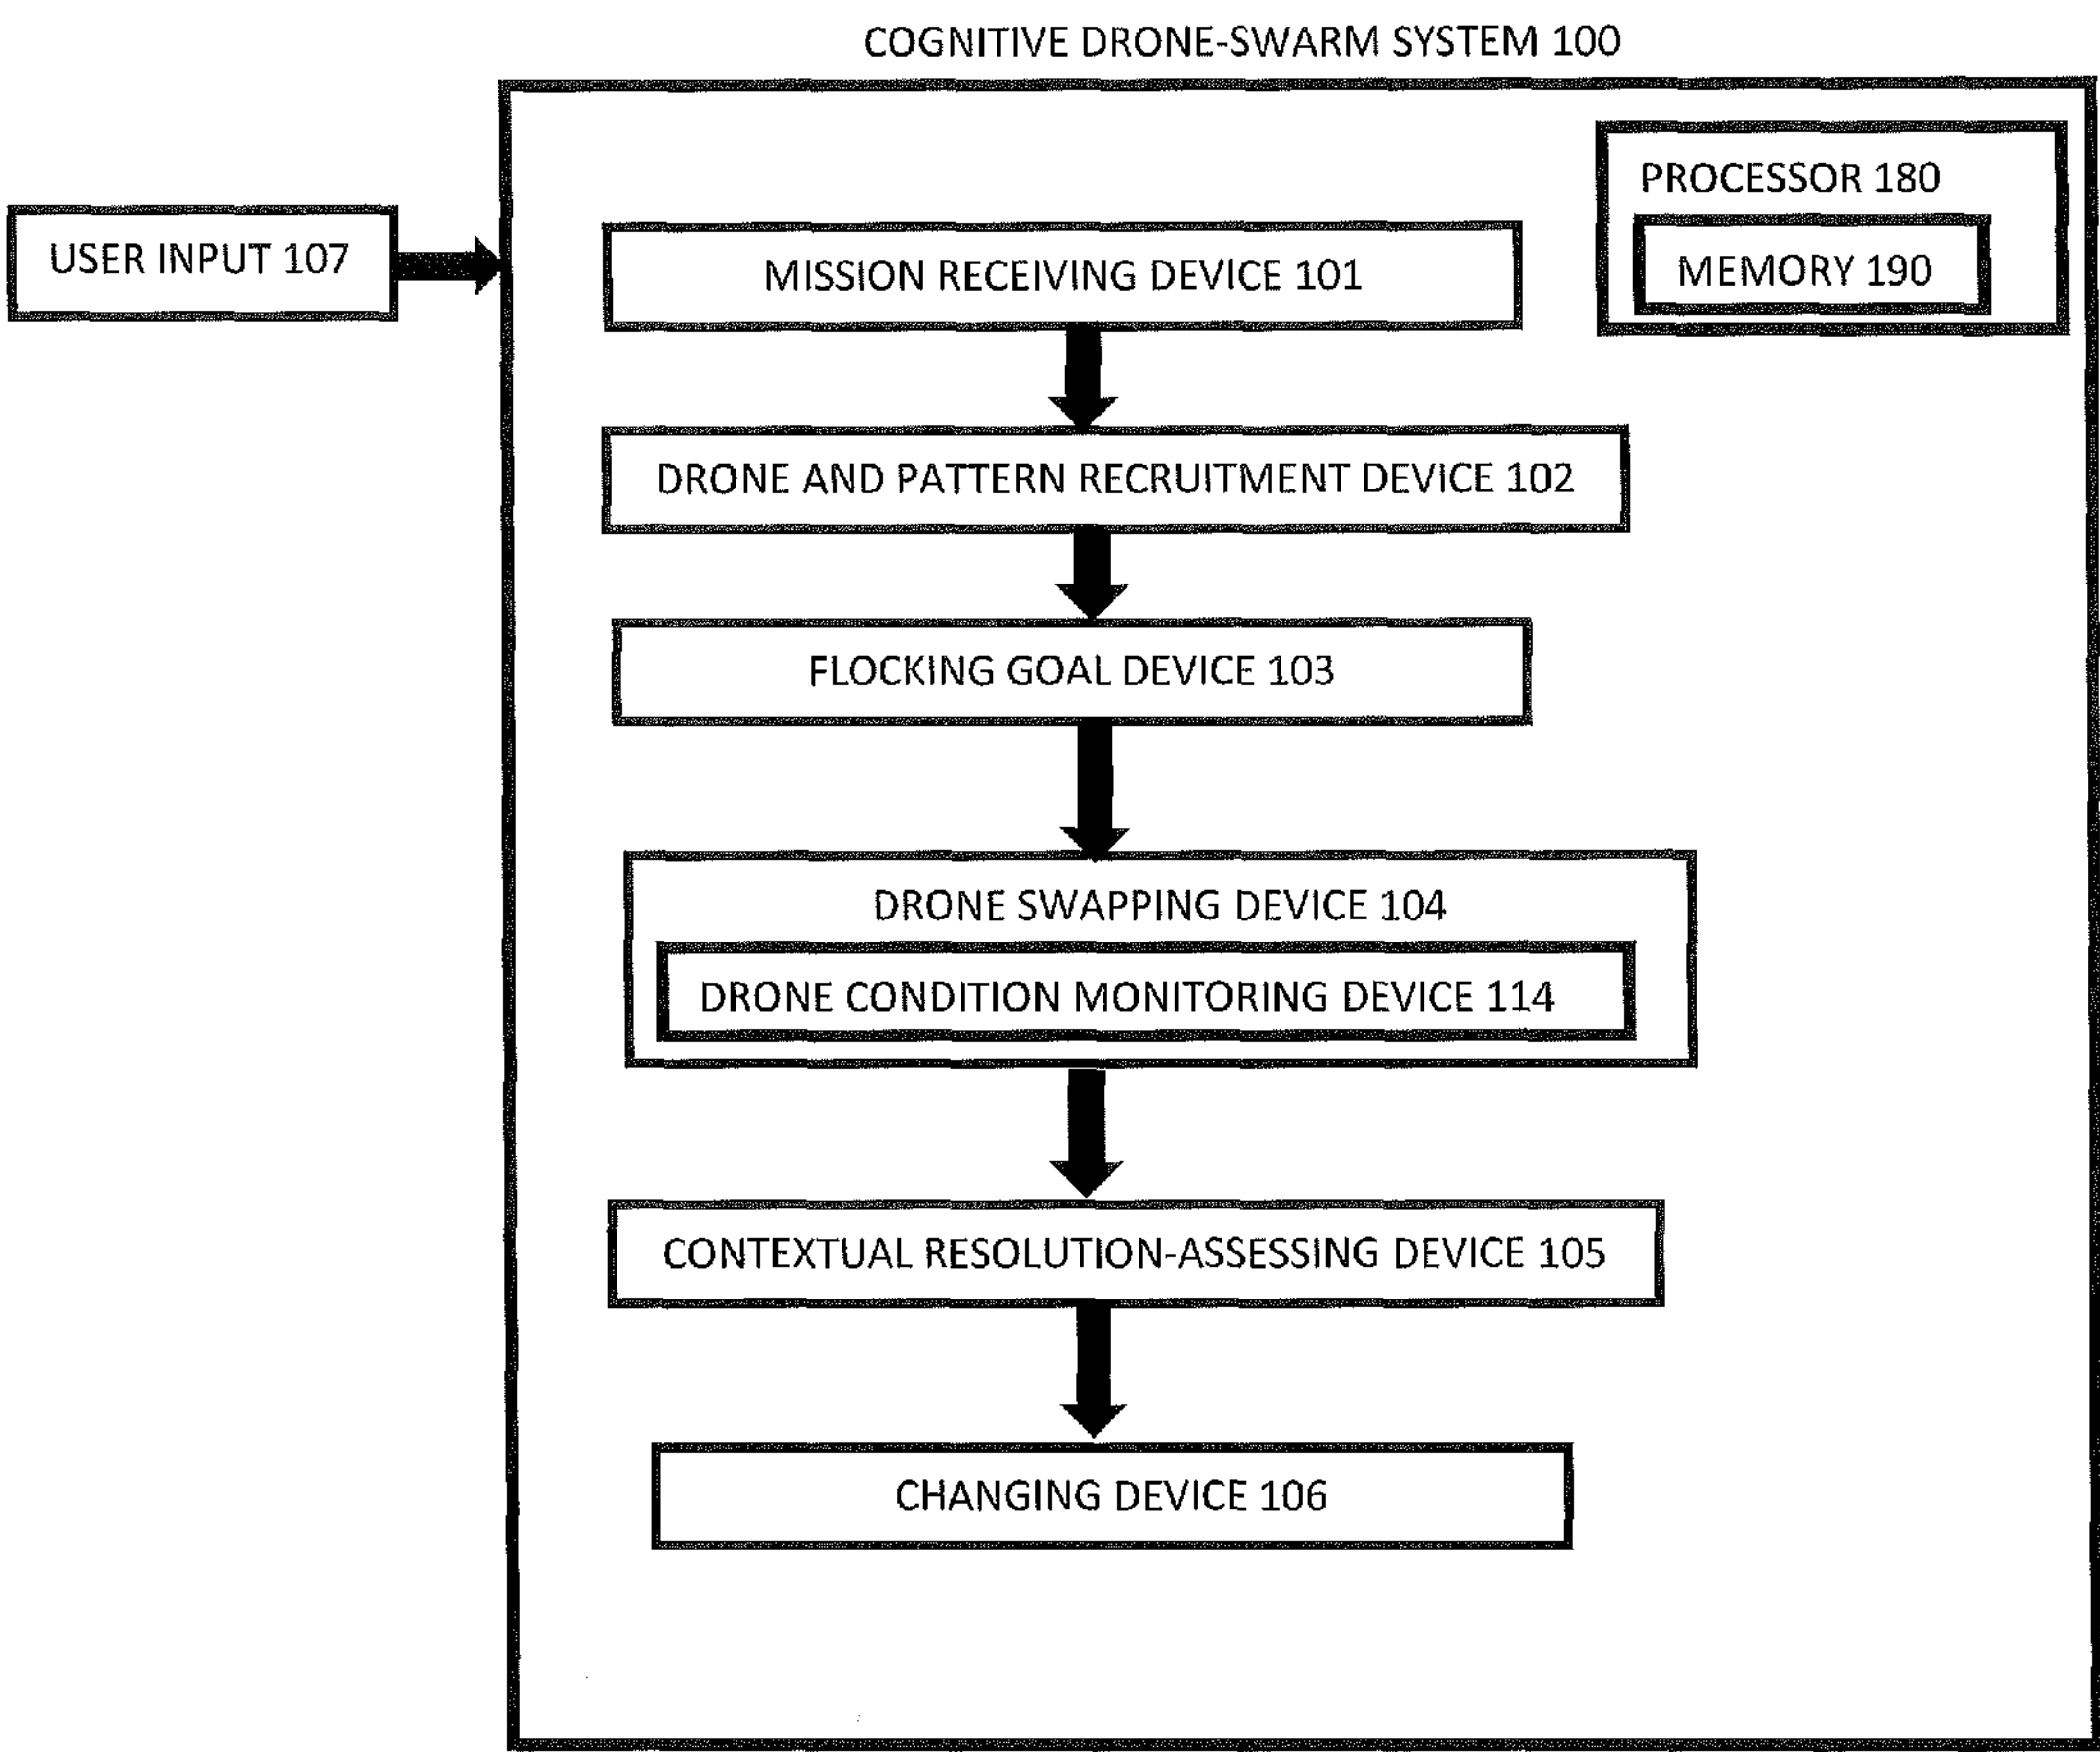 COGNITIVE DRONE-SWARM SYSTEM 100
PROCESSOR 180
MEMORY 190
USER INPUT 107
MISSION RECEIVING DEVICE 101
DRONE AND PATTERN RECRUITMENT DEVICE 102
FLOCKING GOAL DEVICE 103
DRONE SWAPPING DEVICE 104
DRONE CONDITION MONITORING DEVICE 114
CONTEXTUAL RESOLUTION-ASSESSING DEVICE 105
CHANGING DEVICE 106